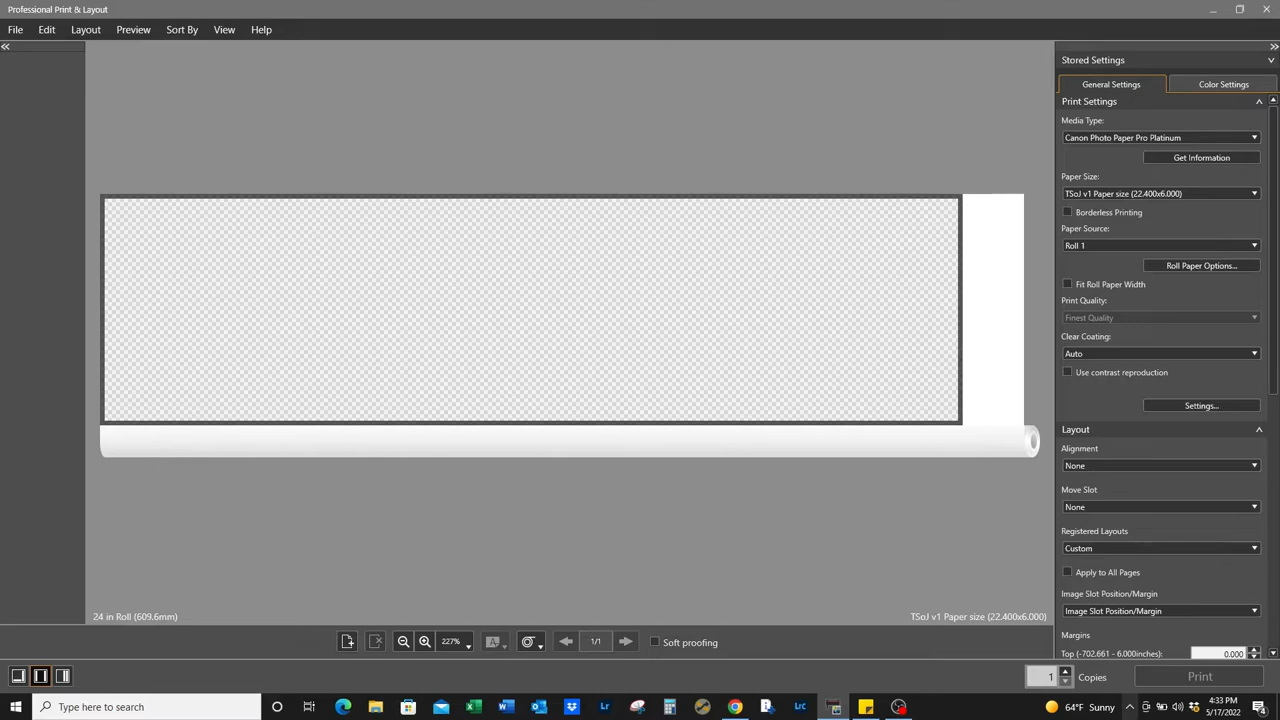 Professional Print & Layout
File Edit Layout Preview Sort By View Help
Stored Settings
General Settings Color Settings
Print Settings
Media Type:
Canon Photo Paper Pro Platinum
Get Information
Paper Size:
TSoJ v1 Paper size (22.400x6.000)
Borderless Printing
Paper Source:
Roll 1
Roll Paper Options...
Fit Roll Paper Width
Print Quality:
Finest Quality
Clear Coating:
Auto
Use contrast reproduction
Settings...
Layout
Alignment
None
Move Slot
None
Registered Layouts
Custom
Apply to All Pages
Image Slot Position/Margin
Image Slot Position/Margin
Margins
Top (-702.661 - 6.000inches): 0.000
24 in Roll (609.6mm) TSoJ v1 Paper size (22.400x6.000)
227% 1/1 Soft proofing
1 Copies Print
Type here to search
Lr
LrC
64°F Sunny
4:33 PM
5/17/2022
4